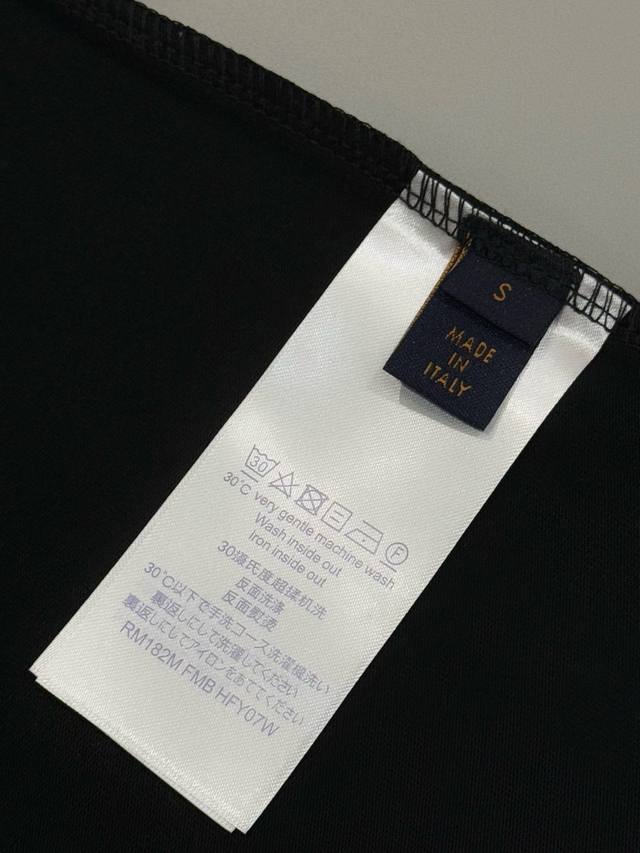 S
MADE
IN
ITALY
30
F
30°C very gentle machine wash
Wash inside out
Iron inside out
30摄氏度超揉机洗
反面洗涤
反面熨烫
30°C以下で手洗コース洗濯機洗い
裏返しにして洗濯してください
裏返しにしてアイロンをあててください
RM182M FMB HFY07W